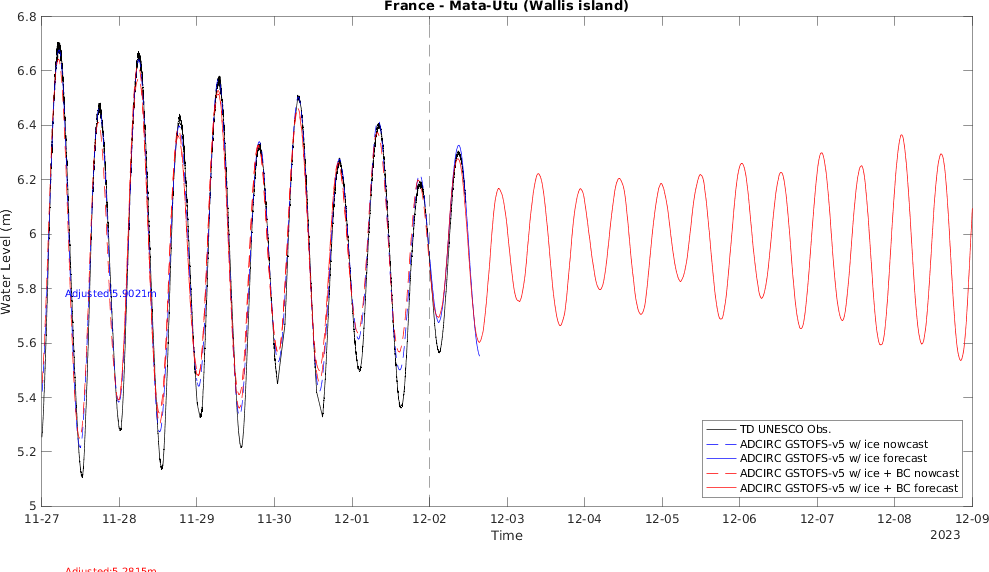 France - Mata-Utu (Wallis island)
6.8
6.6
6.4
6.2
6
5.8
5.6
5.4
5.2
5
Water Level (m)
Adjusted:5.9021m
TD UNESCO Obs.
ADCIRC GSTOFS-v5 w/ ice nowcast
ADCIRC GSTOFS-v5 w/ ice forecast
ADCIRC GSTOFS-v5 w/ ice + BC nowcast
ADCIRC GSTOFS-v5 w/ ice + BC forecast
11-27 11-28 11-29 11-30 12-01 12-02 12-03 12-04 12-05 12-06 12-07 12-08 12-09
Time
2023
Adjusted:5.2815m